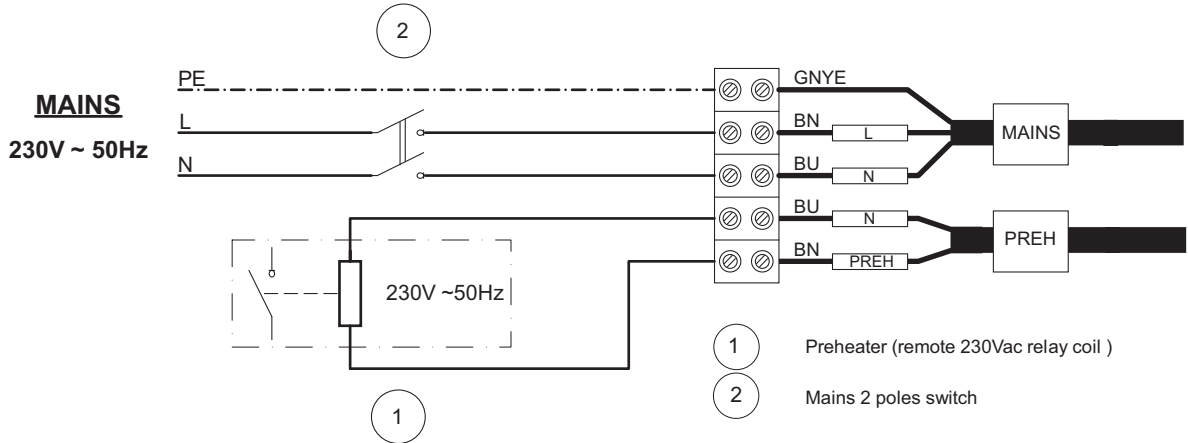 2
PE
GNYE
MAINS
L
BN
L
MAINS
230V ~ 50Hz
N
BU
N
BU
N
PREH
BN
PREH
230V ~50Hz
1
Preheater (remote 230Vac relay coil )
2
Mains 2 poles switch
1